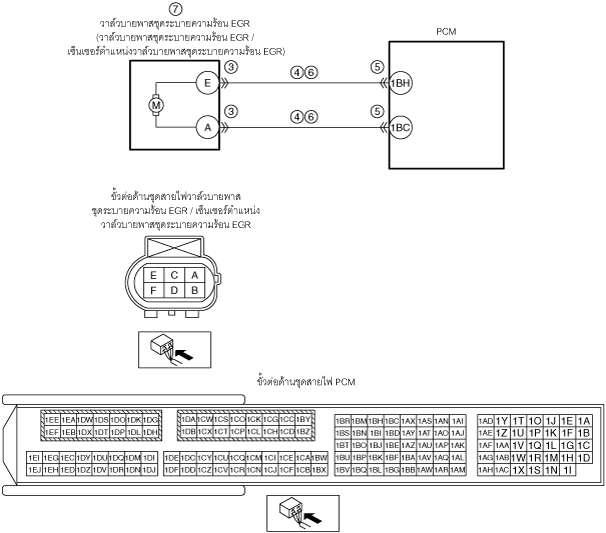 ⑦
วาล์วบายพาสชุดระบายความร้อน EGR
(วาล์วบายพาสชุดระบายความร้อน EGR /
เซ็นเซอร์ตำแหน่งวาล์วบายพาสชุดระบายความร้อน EGR)
PCM
E ③ ④⑥ ⑤ 1BH
M
A ③ ④⑥ ⑤ 1BC
ขั้วต่อด้านชุดสายไฟวาล์วบายพาส
ชุดระบายความร้อน EGR / เซ็นเซอร์ตำแหน่ง
วาล์วบายพาสชุดระบายความร้อน EGR
E C A
F D B
ขั้วต่อด้านชุดสายไฟ PCM
1EE 1EA 1DW 1DS 1DO 1DK 1DG 1DA 1CW 1CS 1CO 1CK 1CG 1CC 1BY 1BR 1BM 1BH 1BC 1AX 1AS 1AN 1AI 1AD 1Y 1T 1O 1J 1E 1A
1EF 1EB 1DX 1DT 1DP 1DL 1DH 1DB 1CX 1CT 1CP 1CL 1CH 1CD 1BZ 1BS 1BN 1BI 1BD 1AY 1AT 1AO 1AJ 1AE 1Z 1U 1P 1K 1F 1B
1BT 1BO 1BJ 1BE 1AZ 1AU 1AP 1AK 1AF 1AA 1V 1Q 1L 1G 1C
1EI 1EG 1EC 1DY 1DU 1DQ 1DM 1DI 1DE 1DC 1CY 1CU 1CQ 1CM 1CI 1CE 1CA 1BW 1BU 1BP 1BK 1BF 1BA 1AV 1AQ 1AL 1AG 1AB 1W 1R 1M 1H 1D
1EJ 1EH 1ED 1DZ 1DV 1DR 1DN 1DJ 1DF 1DD 1CZ 1CV 1CR 1CN 1CJ 1CF 1CB 1BX 1BV 1BQ 1BL 1BG 1BB 1AW 1AR 1AM 1AH 1AC 1X 1S 1N 1I